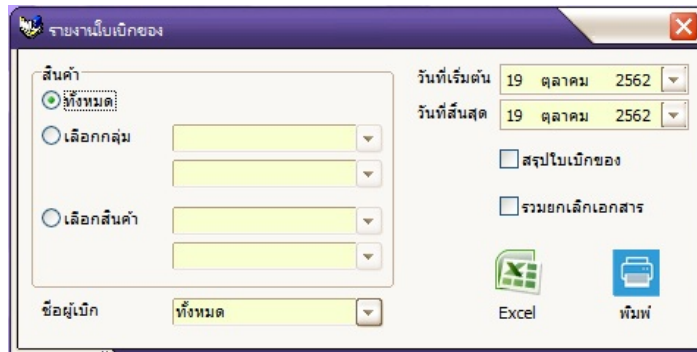 รายงานใบเบิกของ
สินค้า
ทั้งหมด
เลือกกลุ่ม
เลือกสินค้า
ชื่อผู้เบิก ทั้งหมด
วันที่เริ่มต้น 19 ตุลาคม 2562
วันที่สิ้นสุด 19 ตุลาคม 2562
สรุปใบเบิกของ
รวมยกเลิกเอกสาร
Excel พิมพ์